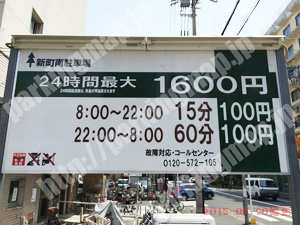 新町南駐車場
24時間最大 1600円
8:00〜22:00 15分 100円
22:00〜8:00 60分 100円
故障対応・コールセンター
0120-572-105